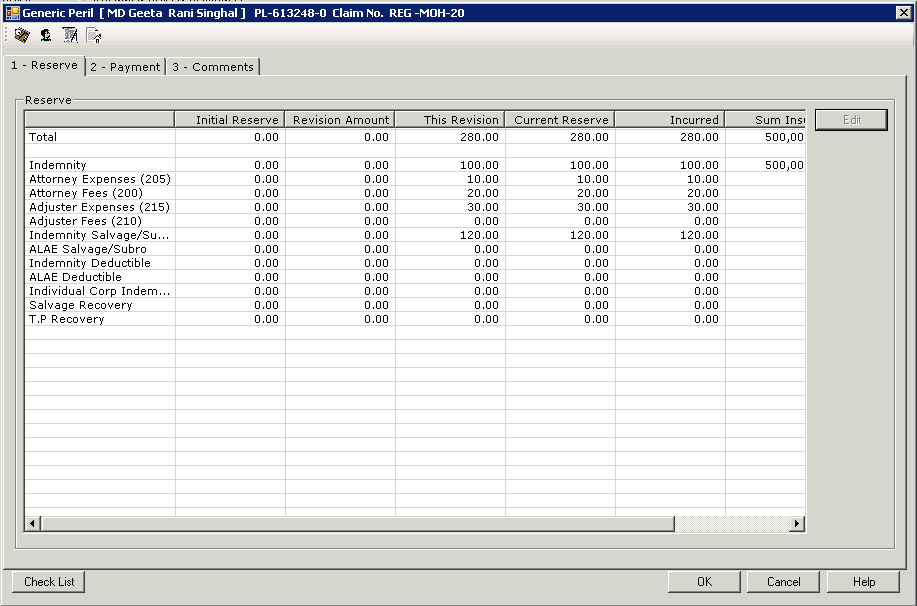 Generic Peril [ MD Geeta Rani Singhal ] PL-613248-0 Claim No. REG -MOH-20
1 - Reserve 2 - Payment 3 - Comments
Reserve
Initial Reserve Revision Amount This Revision Current Reserve Incurred Sum Insu
Edit
Total 0.00 0.00 280.00 280.00 280.00 500,00
Indemnity 0.00 0.00 100.00 100.00 100.00 500,00
Attorney Expenses (205) 0.00 0.00 10.00 10.00 10.00
Attorney Fees (200) 0.00 0.00 20.00 20.00 20.00
Adjuster Expenses (215) 0.00 0.00 30.00 30.00 30.00
Adjuster Fees (210) 0.00 0.00 0.00 0.00 0.00
Indemnity Salvage/Su... 0.00 0.00 120.00 120.00 120.00
ALAE Salvage/Subro 0.00 0.00 0.00 0.00 0.00
Indemnity Deductible 0.00 0.00 0.00 0.00 0.00
ALAE Deductible 0.00 0.00 0.00 0.00 0.00
Individual Corp Indem... 0.00 0.00 0.00 0.00 0.00
Salvage Recovery 0.00 0.00 0.00 0.00 0.00
T.P Recovery 0.00 0.00 0.00 0.00 0.00
Check List OK Cancel Help